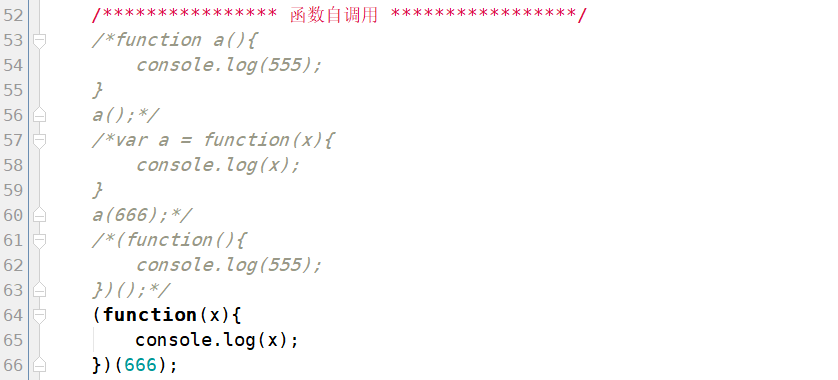 52 /**************** 函数自调用 *****************/
53 /*function a(){
54 console.log(555);
55 }
56 a();*/
57 /*var a = function(x){
58 console.log(x);
59 }
60 a(666);*/
61 /*(function(){
62 console.log(555);
63 })();*/
64 (function(x){
65 console.log(x);
66 })(666);